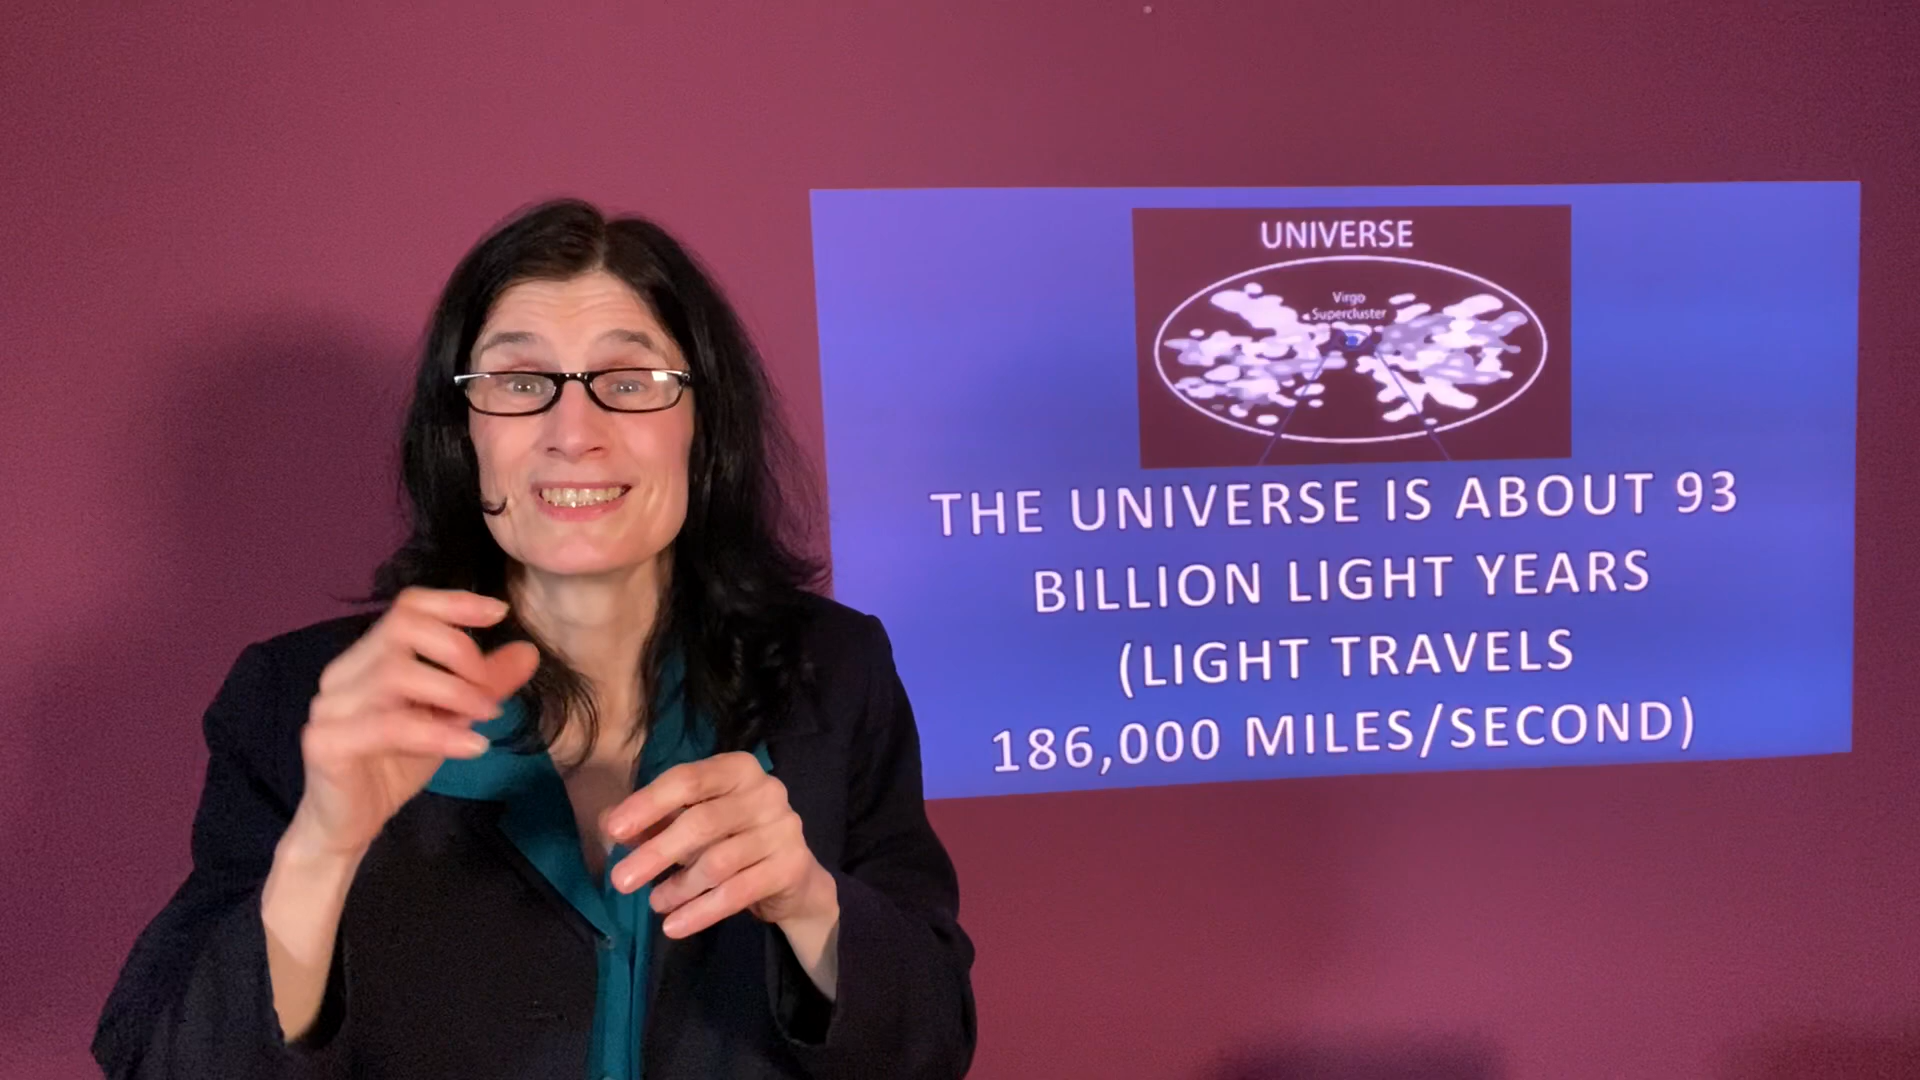 UNIVERSE
Virgo
Supercluster
THE UNIVERSE IS ABOUT 93
BILLION LIGHT YEARS
(LIGHT TRAVELS
186,000 MILES/SECOND)